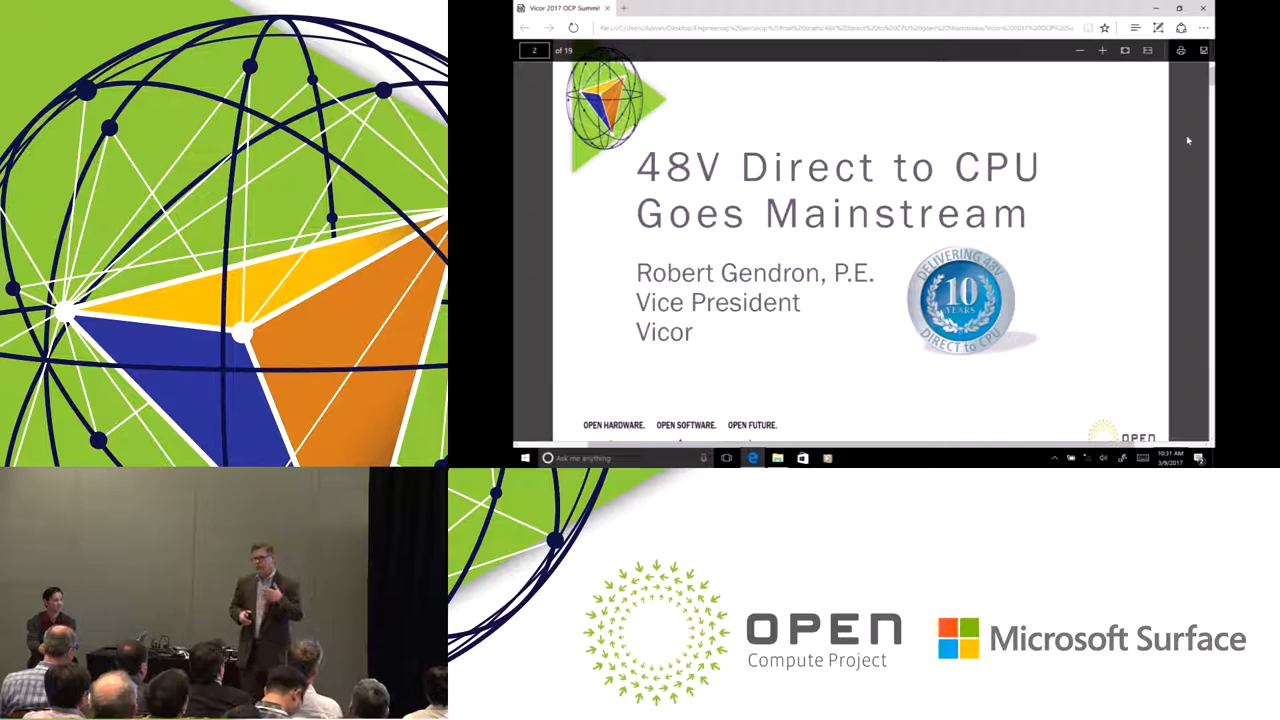 Vicor 2017 OCP Summit
2 of 19
48V Direct to CPU
Goes Mainstream
Robert Gendron, P.E.
Vice President
Vicor
DELIVERING 48V
10
YEARS
DIRECT to CPU
OPEN HARDWARE. OPEN SOFTWARE. OPEN FUTURE.
OPEN
Ask me anything
10:31 AM
3/9/2017
OPEN
Compute Project
Microsoft Surface